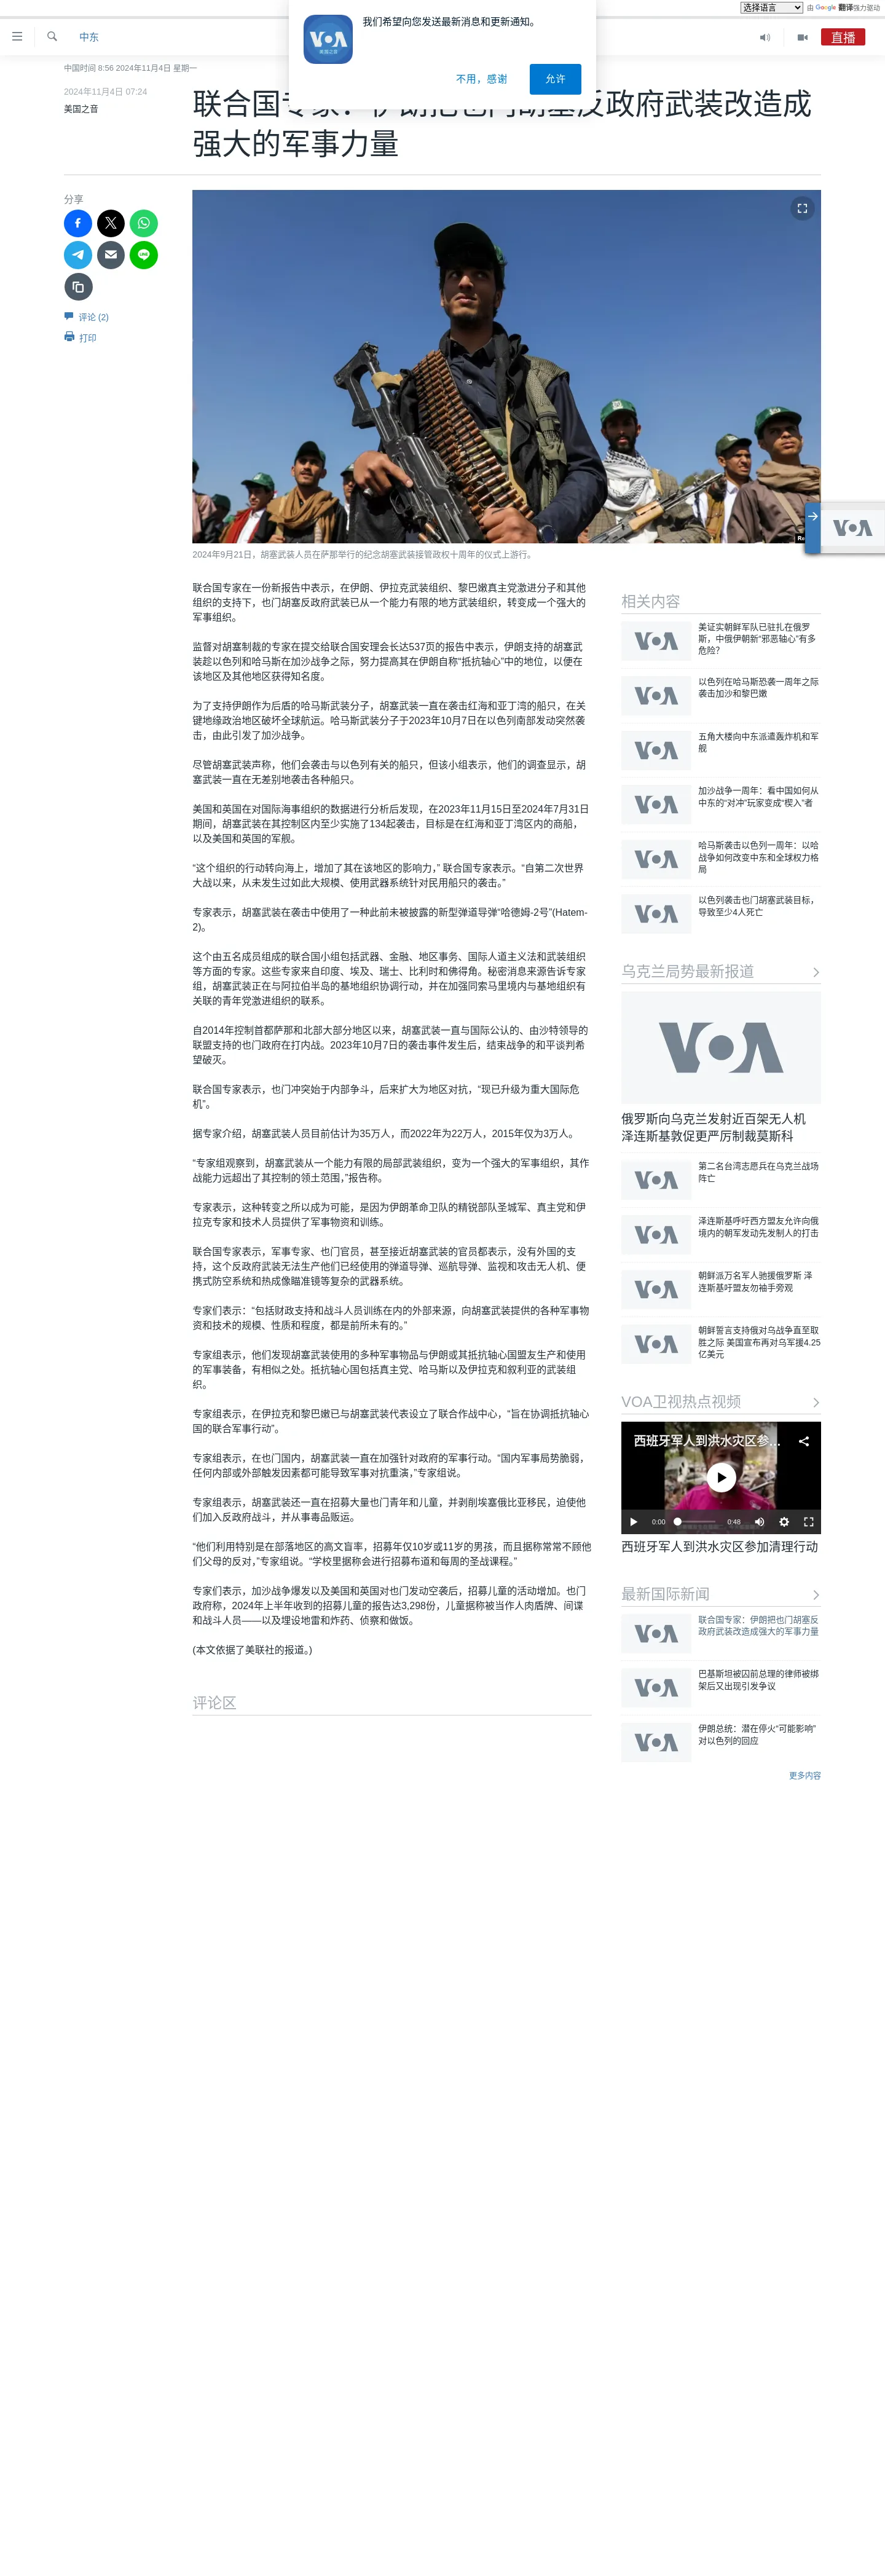 选择语言 由 Google 翻译强力驱动
我们希望向您发送最新消息和更新通知。
VOA
美国之音
不用，感谢
允许
中东
直播
中国时间 8:56 2024年11月4日 星期一
2024年11月4日 07:24
美国之音
反政府武装改造成
强大的军事力量
分享
评论 (2)
打印
2024年9月21日，胡塞武装人员在萨那举行的纪念胡塞武装接管政权十周年的仪式上游行。
联合国专家在一份新报告中表示，在伊朗、伊拉克武装组织、黎巴嫩真主党激进分子和其他
组织的支持下，也门胡塞反政府武装已从一个能力有限的地方武装组织，转变成一个强大的
军事组织。
监督对胡塞制裁的专家在提交给联合国安理会长达537页的报告中表示，伊朗支持的胡塞武
装趁以色列和哈马斯在加沙战争之际，努力提高其在伊朗自称“抵抗轴心”中的地位，以便在
该地区及其他地区获得知名度。
为了支持伊朗作为后盾的哈马斯武装分子，胡塞武装一直在袭击红海和亚丁湾的船只，在关
键地缘政治地区破坏全球航运。哈马斯武装分子于2023年10月7日在以色列南部发动突然袭
击，由此引发了加沙战争。
尽管胡塞武装声称，他们会袭击与以色列有关的船只，但该小组表示，他们的调查显示，胡
塞武装一直在无差别地袭击各种船只。
美国和英国在对国际海事组织的数据进行分析后发现，在2023年11月15日至2024年7月31日
期间，胡塞武装在其控制区内至少实施了134起袭击，目标是在红海和亚丁湾区内的商船，
以及美国和英国的军舰。
“这个组织的行动转向海上，增加了其在该地区的影响力，” 联合国专家表示。“自第二次世界
大战以来，从未发生过如此大规模、使用武器系统针对民用船只的袭击。”
专家表示，胡塞武装在袭击中使用了一种此前未被披露的新型弹道导弹“哈德姆-2号”(Hatem-
2)。
这个由五名成员组成的联合国小组包括武器、金融、地区事务、国际人道主义法和武装组织
等方面的专家。这些专家来自印度、埃及、瑞士、比利时和佛得角。秘密消息来源告诉专家
组，胡塞武装正在与阿拉伯半岛的基地组织协调行动，并在加强同索马里境内与基地组织有
关联的青年党激进组织的联系。
自2014年控制首都萨那和北部大部分地区以来，胡塞武装一直与国际公认的、由沙特领导的
联盟支持的也门政府在打内战。2023年10月7日的袭击事件发生后，结束战争的和平谈判希
望破灭。
联合国专家表示，也门冲突始于内部争斗，后来扩大为地区对抗，“现已升级为重大国际危
机”。
据专家介绍，胡塞武装人员目前估计为35万人，而2022年为22万人，2015年仅为3万人。
“专家组观察到，胡塞武装从一个能力有限的局部武装组织，变为一个强大的军事组织，其作
战能力远超出了其控制的领土范围，”报告称。
专家表示，这种转变之所以成为可能，是因为伊朗革命卫队的精锐部队圣城军、真主党和伊
拉克专家和技术人员提供了军事物资和训练。
联合国专家表示，军事专家、也门官员，甚至接近胡塞武装的官员都表示，没有外国的支
持，这个反政府武装无法生产他们已经使用的弹道导弹、巡航导弹、监视和攻击无人机、便
携式防空系统和热成像瞄准镜等复杂的武器系统。
专家们表示：“包括财政支持和战斗人员训练在内的外部来源，向胡塞武装提供的各种军事物
资和技术的规模、性质和程度，都是前所未有的。”
专家组表示，他们发现胡塞武装使用的多种军事物品与伊朗或其抵抗轴心国盟友生产和使用
的军事装备，有相似之处。抵抗轴心国包括真主党、哈马斯以及伊拉克和叙利亚的武装组
织。
专家组表示，在伊拉克和黎巴嫩已与胡塞武装代表设立了联合作战中心，“旨在协调抵抗轴心
国的联合军事行动”。
专家组表示，在也门国内，胡塞武装一直在加强针对政府的军事行动。“国内军事局势脆弱，
任何内部或外部触发因素都可能导致军事对抗重演，”专家组说。
专家组表示，胡塞武装还一直在招募大量也门青年和儿童，并剥削埃塞俄比亚移民，迫使他
们加入反政府战斗，并从事毒品贩运。
“他们利用特别是在部落地区的高文盲率，招募年仅10岁或11岁的男孩，而且据称常常不顾他
们父母的反对，”专家组说。“学校里据称会进行招募布道和每周的圣战课程。”
专家们表示，加沙战争爆发以及美国和英国对也门发动空袭后，招募儿童的活动增加。也门
政府称，2024年上半年收到的招募儿童的报告达3,298份，儿童据称被当作人肉盾牌、间谍
和战斗人员——以及埋设地雷和炸药、侦察和做饭。
(本文依据了美联社的报道。)
评论区
相关内容
美证实朝鲜军队已驻扎在俄罗
斯，中俄伊朝新“邪恶轴心”有多
危险？
以色列在哈马斯恐袭一周年之际
袭击加沙和黎巴嫩
五角大楼向中东派遣轰炸机和军
舰
加沙战争一周年：看中国如何从
中东的“对冲”玩家变成“楔入”者
哈马斯袭击以色列一周年：以哈
战争如何改变中东和全球权力格
局
以色列袭击也门胡塞武装目标，
导致至少4人死亡
乌克兰局势最新报道
VOA
俄罗斯向乌克兰发射近百架无人机
泽连斯基敦促更严厉制裁莫斯科
第二名台湾志愿兵在乌克兰战场
阵亡
泽连斯基呼吁西方盟友允许向俄
境内的朝军发动先发制人的打击
朝鲜派万名军人驰援俄罗斯 泽
连斯基吁盟友勿袖手旁观
朝鲜誓言支持俄对乌战争直至取
胜之际 美国宣布再对乌军援4.25
亿美元
VOA卫视热点视频
西班牙军人到洪水灾区参…
0:00 0:48
西班牙军人到洪水灾区参加清理行动
最新国际新闻
联合国专家：伊朗把也门胡塞反
政府武装改造成强大的军事力量
巴基斯坦被囚前总理的律师被绑
架后又出现引发争议
伊朗总统：潜在停火“可能影响”
对以色列的回应
更多内容